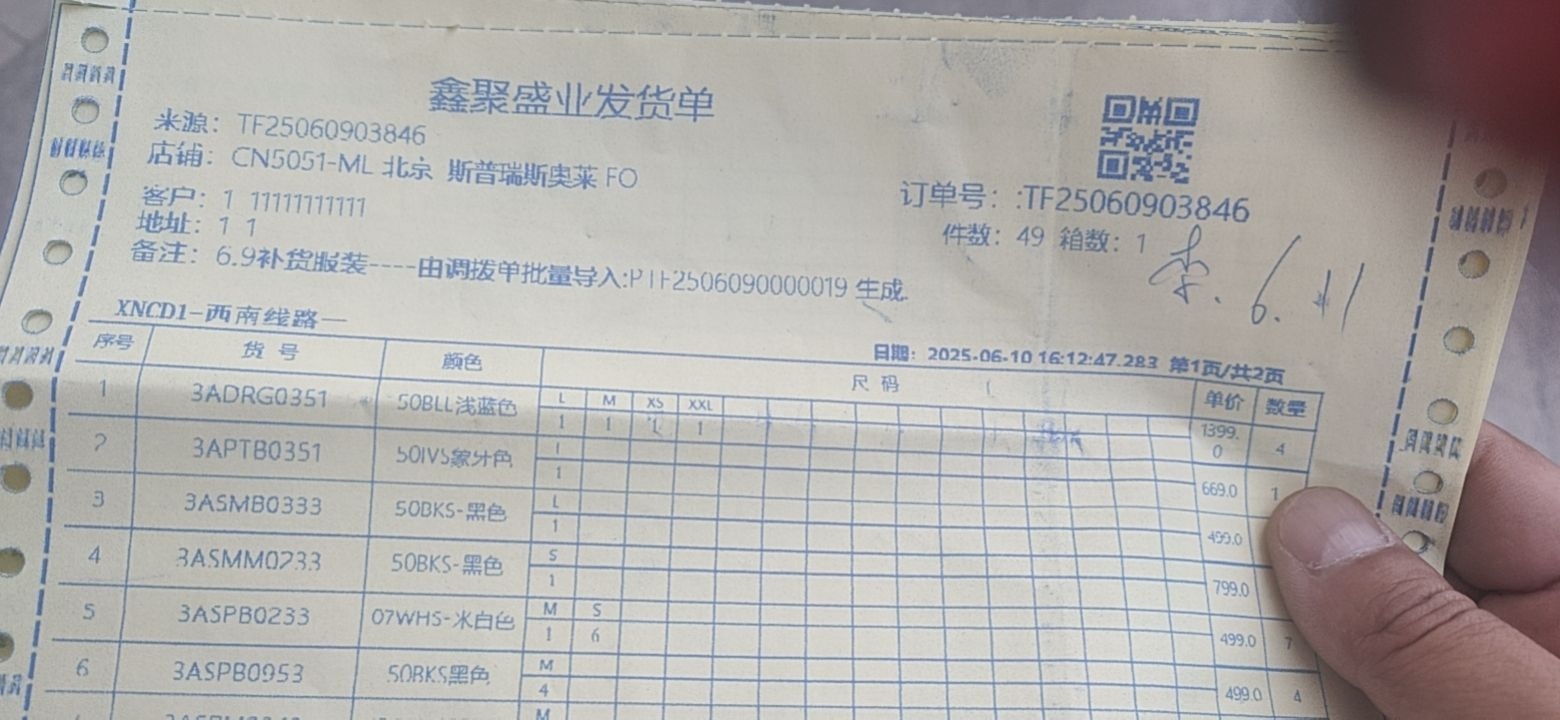 鑫聚盛业发货单
来源：TF25060903846
店铺：CN5051-ML 北京 斯普瑞斯奥莱 FO
客户：1 11111111111
地址：1 1
订单号：:TF25060903846
件数：49 箱数：1
6.11
备注：6.9补货服装----由调拨单批量导入:PTF2506090000019 生成.
XNCD1-西南线路—
日期：2025-06-10 16:12:47.283 第1页/共2页
序号 货 号 颜色 尺 码 单价 数量
1 3ADRG0351 50BLL浅蓝色 L M XS XXL 1399.0 4
1 1 1 1
2 3APTB0351 50IVS象牙色 669.0 1
1
3 3ASMB0333 50BKS-黑色 L 499.0
1
4 3ASMM0233 50BKS-黑色 S 799.0
1
5 3ASPB0233 07WHS-米白色 M S 499.0 7
1 6
6 3ASPB0953 50BKS黑色 M 499.0 4
4
M